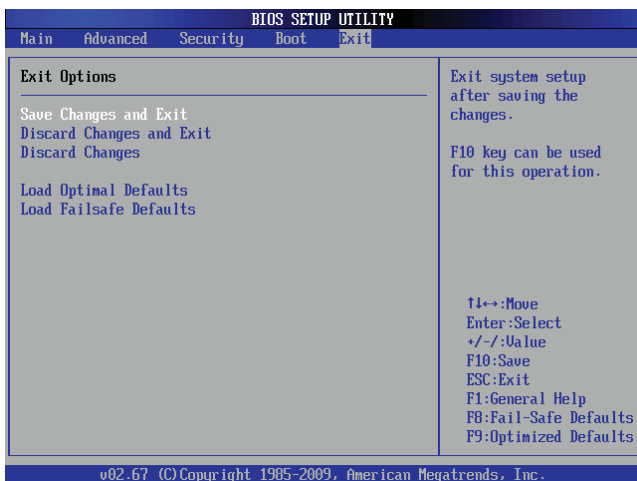 BIOS SETUP UTILITY
Main Advanced Security Boot Exit
Exit Options
Save Changes and Exit
Discard Changes and Exit
Discard Changes
Load Optimal Defaults
Load Failsafe Defaults
Exit system setup
after saving the
changes.
F10 key can be used
for this operation.
↑↓↔:Move
Enter:Select
+/-/:Value
F10:Save
ESC:Exit
F1:General Help
F8:Fail-Safe Defaults
F9:Optimized Defaults
v02.67 (C)Copyright 1985-2009, American Megatrends, Inc.